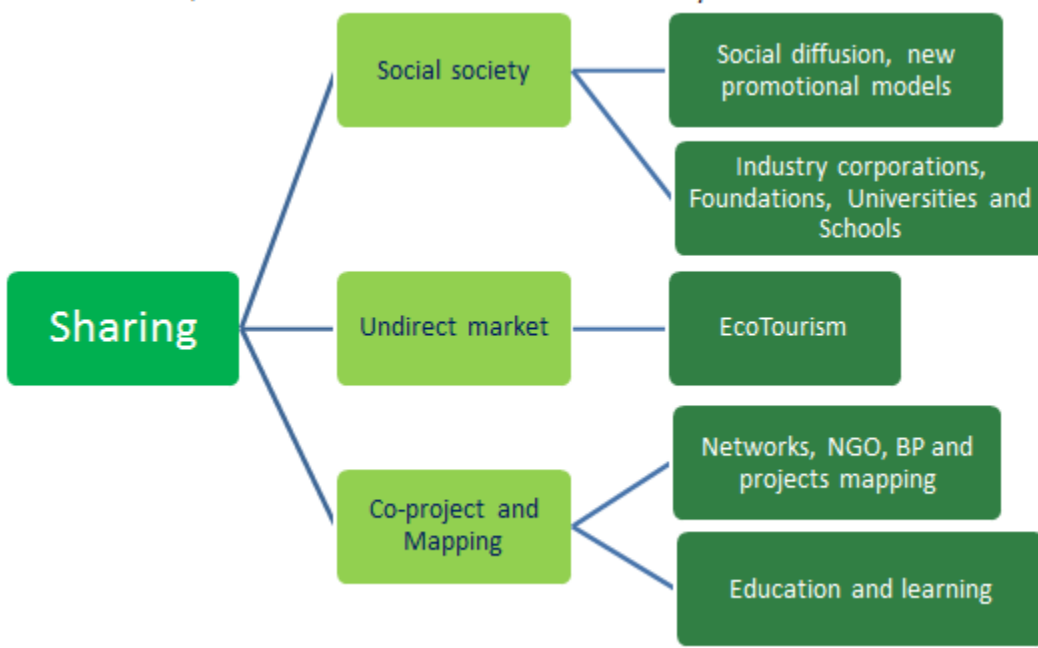 Social society
Social diffusion, new
promotional models
Industry corporations,
Foundations, Universities and
Schools
Sharing
Undirect market
EcoTourism
Co-project and
Mapping
Networks, NGO, BP and
projects mapping
Education and learning